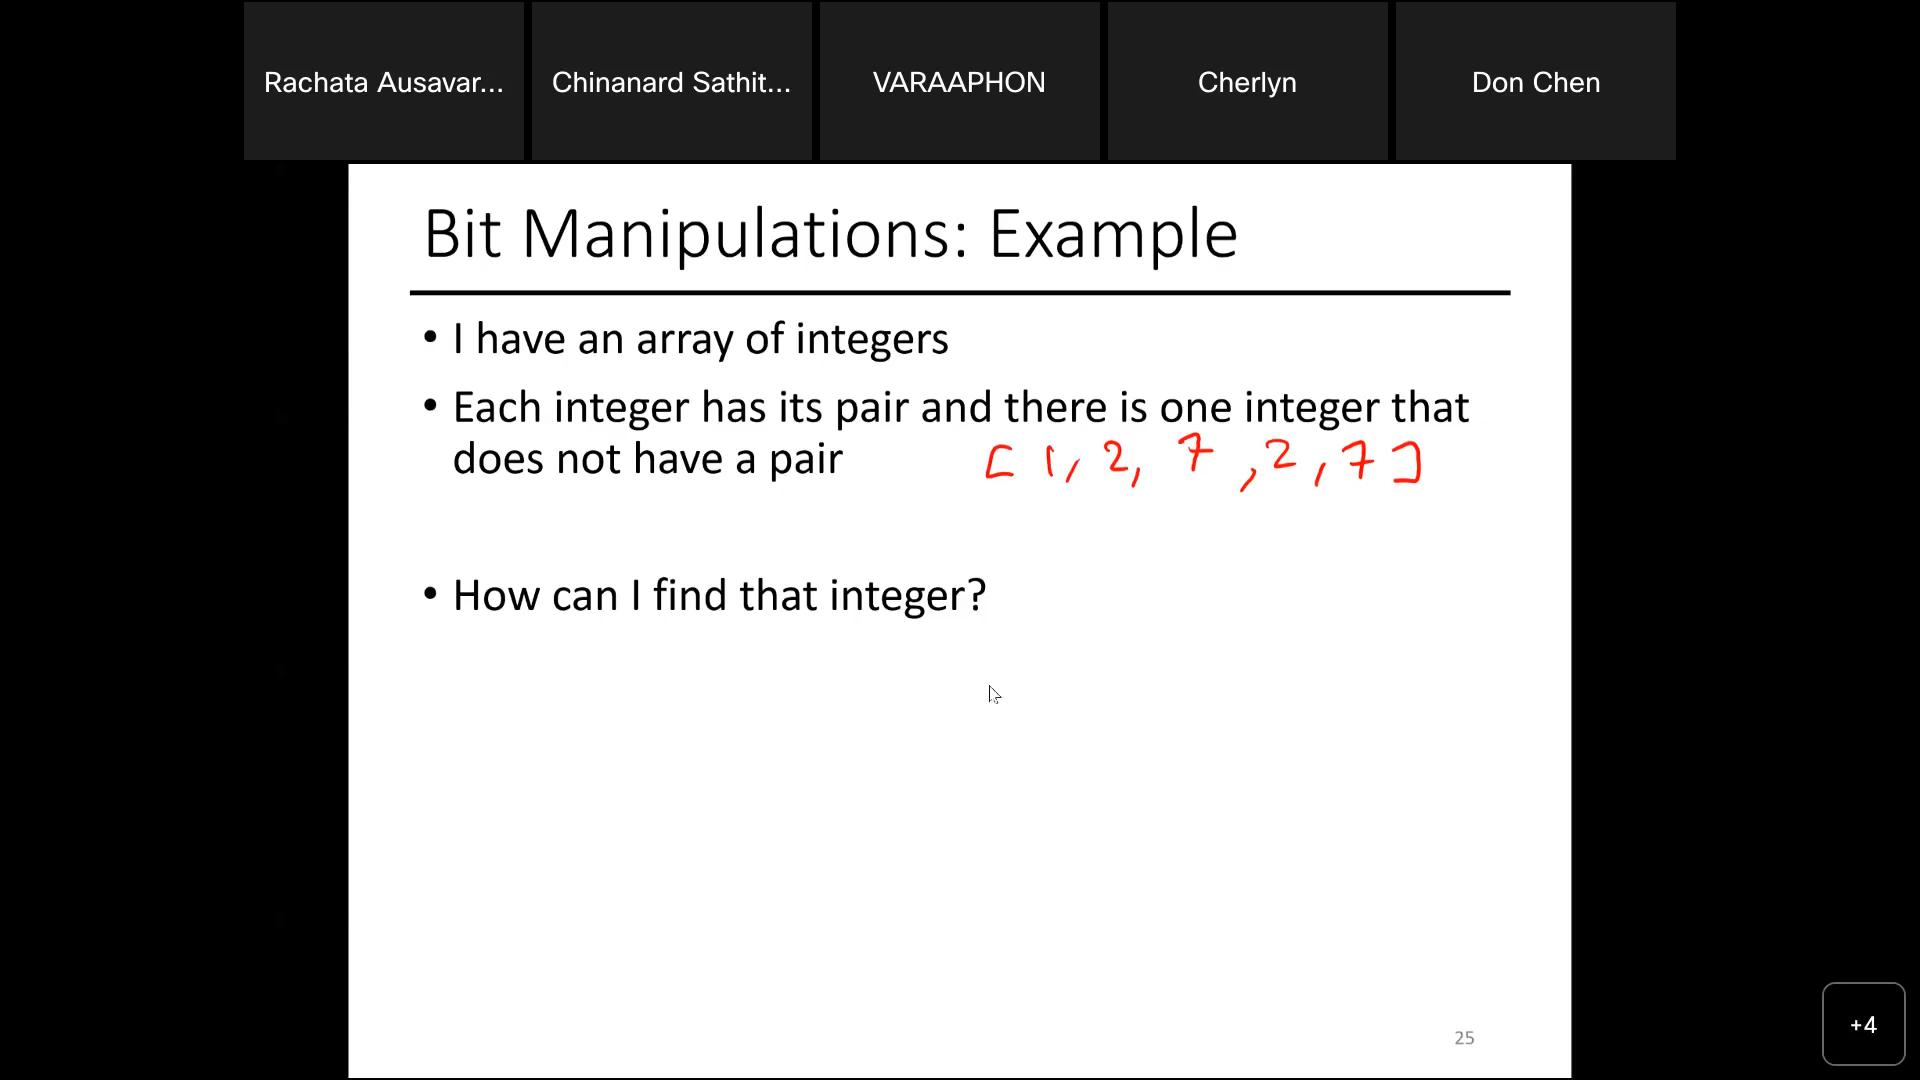 Rachata Ausavar...
Chinanard Sathit...
VARAAPHON
Cherlyn
Don Chen
Bit Manipulations: Example
• I have an array of integers
• Each integer has its pair and there is one integer that
does not have a pair
[ 1, 2, 7 , 2 , 7 ]
• How can I find that integer?
25
+4